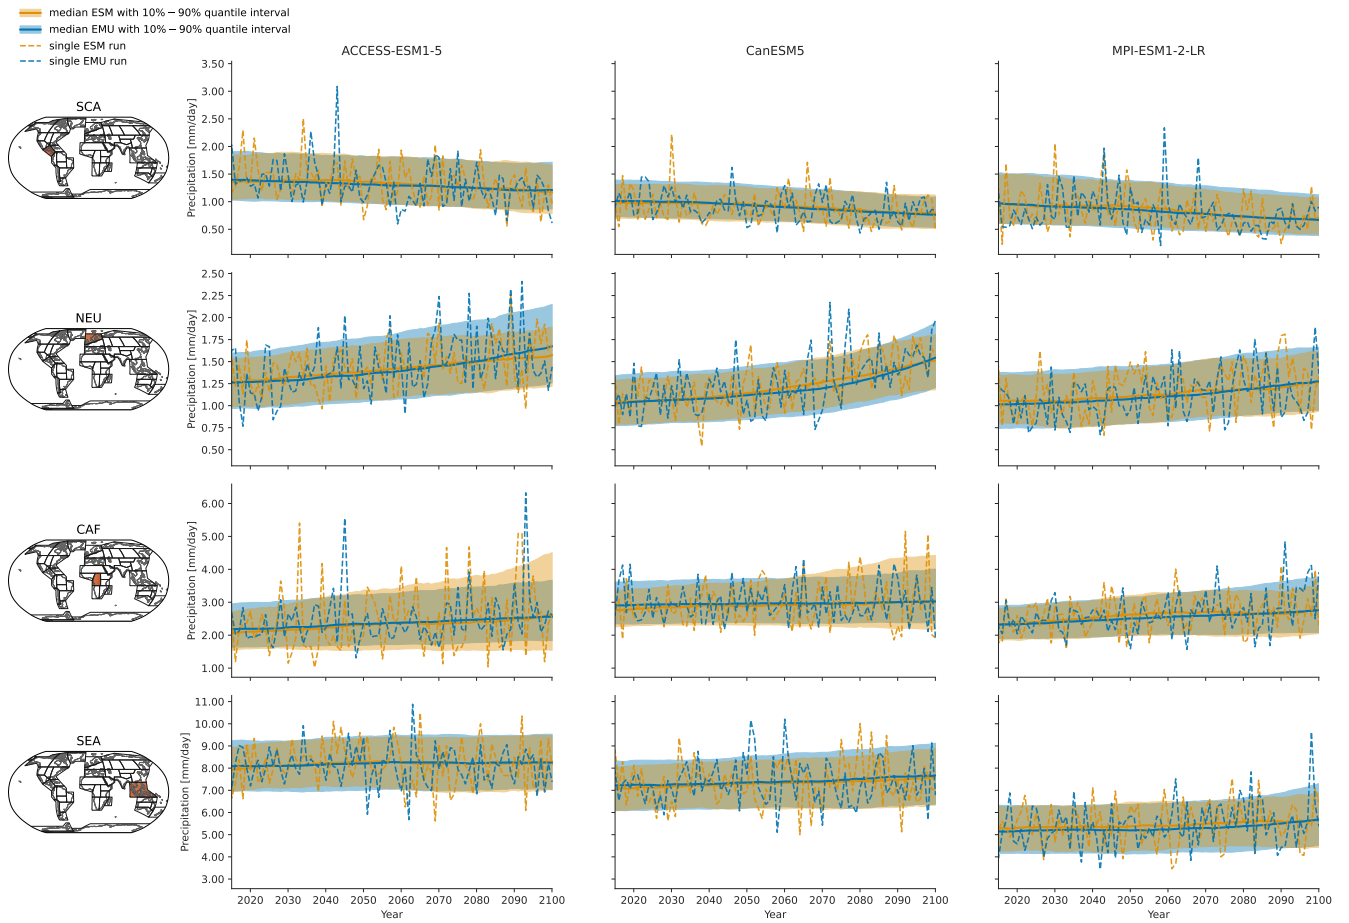 median ESM with 10% − 90% quantile interval
median EMU with 10% − 90% quantile interval
single ESM run
single EMU run
ACCESS-ESM1-5 CanESM5 MPI-ESM1-2-LR
SCA
Precipitation [mm/day]
3.50
3.00
2.50
2.00
1.50
1.00
0.50
NEU
Precipitation [mm/day]
2.50
2.25
2.00
1.75
1.50
1.25
1.00
0.75
0.50
CAF
Precipitation [mm/day]
6.00
5.00
4.00
3.00
2.00
1.00
SEA
Precipitation [mm/day]
11.00
10.00
9.00
8.00
7.00
6.00
5.00
4.00
3.00
2020 2030 2040 2050 2060 2070 2080 2090 2100 2020 2030 2040 2050 2060 2070 2080 2090 2100 2020 2030 2040 2050 2060 2070 2080 2090 2100
Year Year Year